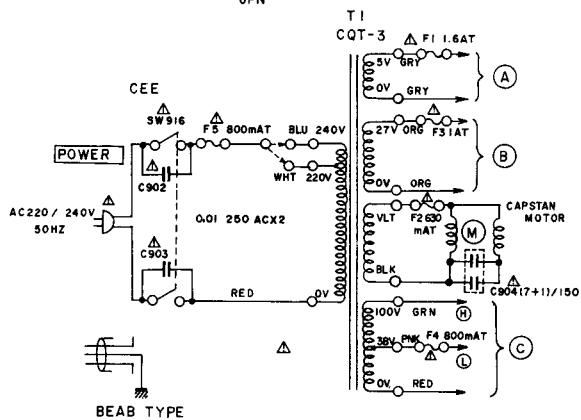 T1
CQT-3
F1 1.6AT
5V GRY
A
0V GRY
CEE
SW916
F5 800mAT
BLU 240V
27V ORG F3 1AT
POWER
WHT 220V
B
C902
0V ORG
AC220/240V
50HZ
0.01 250 ACX2
VLT F2 630
mAT
CAPSTAN
MOTOR
M
C903
BLK
C904(7+1)/150
RED
0V
100V GRN
H
38V PNK F4 800mAT
L
C
0V RED
BEAB TYPE